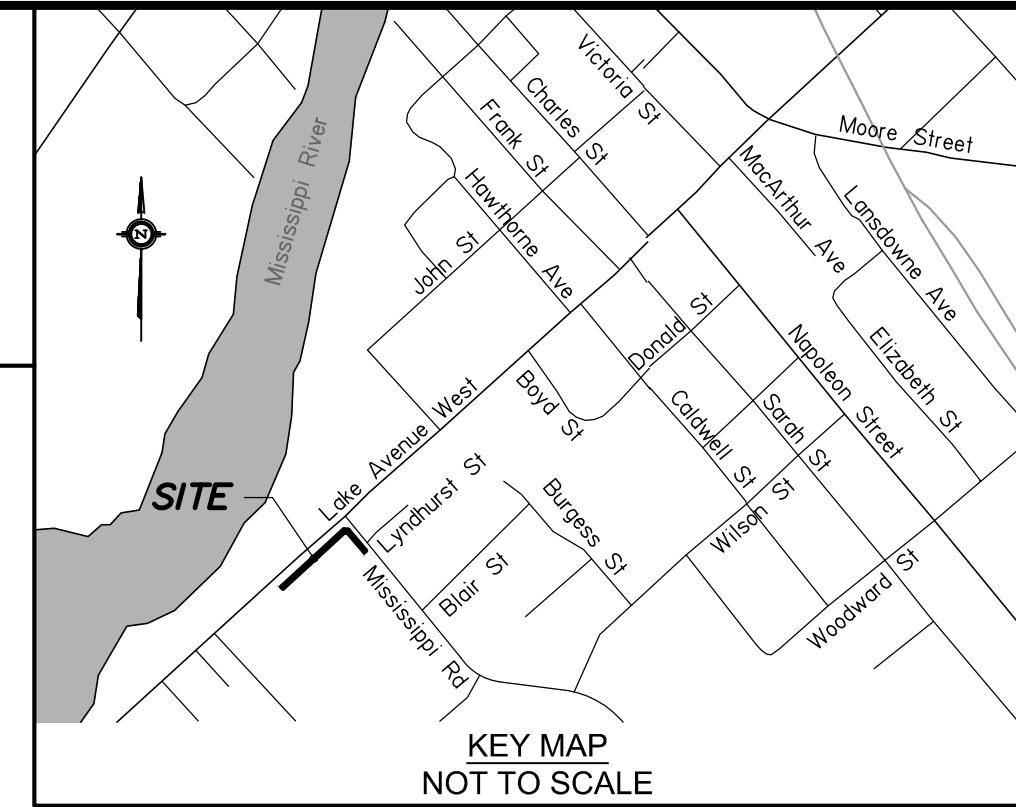 Victoria St
Charles St
Frank St
Moore Street
Mississippi River
MacArthur Ave
Lansdowne Ave
Hawthorne Ave
N
John St
Donald St
Napoleon Street
Elizabeth St
Boyd St
Caldwell St
Sarah St
Lake Avenue West
Lyndhurst St
SITE
Burgess St
Wilson St
Blair St
Mississippi Rd
Woodward St
KEY MAP
NOT TO SCALE